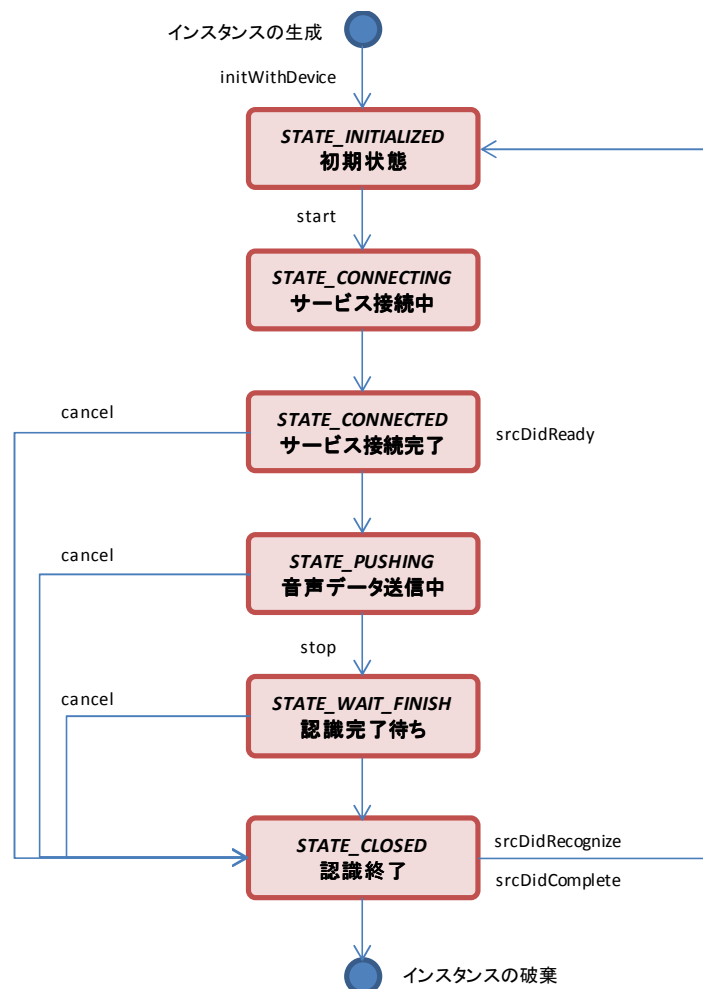 インスタンスの生成
initWithDevice
STATE_INITIALIZED
初期状態
start
STATE_CONNECTING
サービス接続中
cancel
STATE_CONNECTED
サービス接続完了
srcDidReady
cancel
STATE_PUSHING
音声データ送信中
stop
cancel
STATE_WAIT_FINISH
認識完了待ち
STATE_CLOSED
認識終了
srcDidRecognize
srcDidComplete
インスタンスの破棄